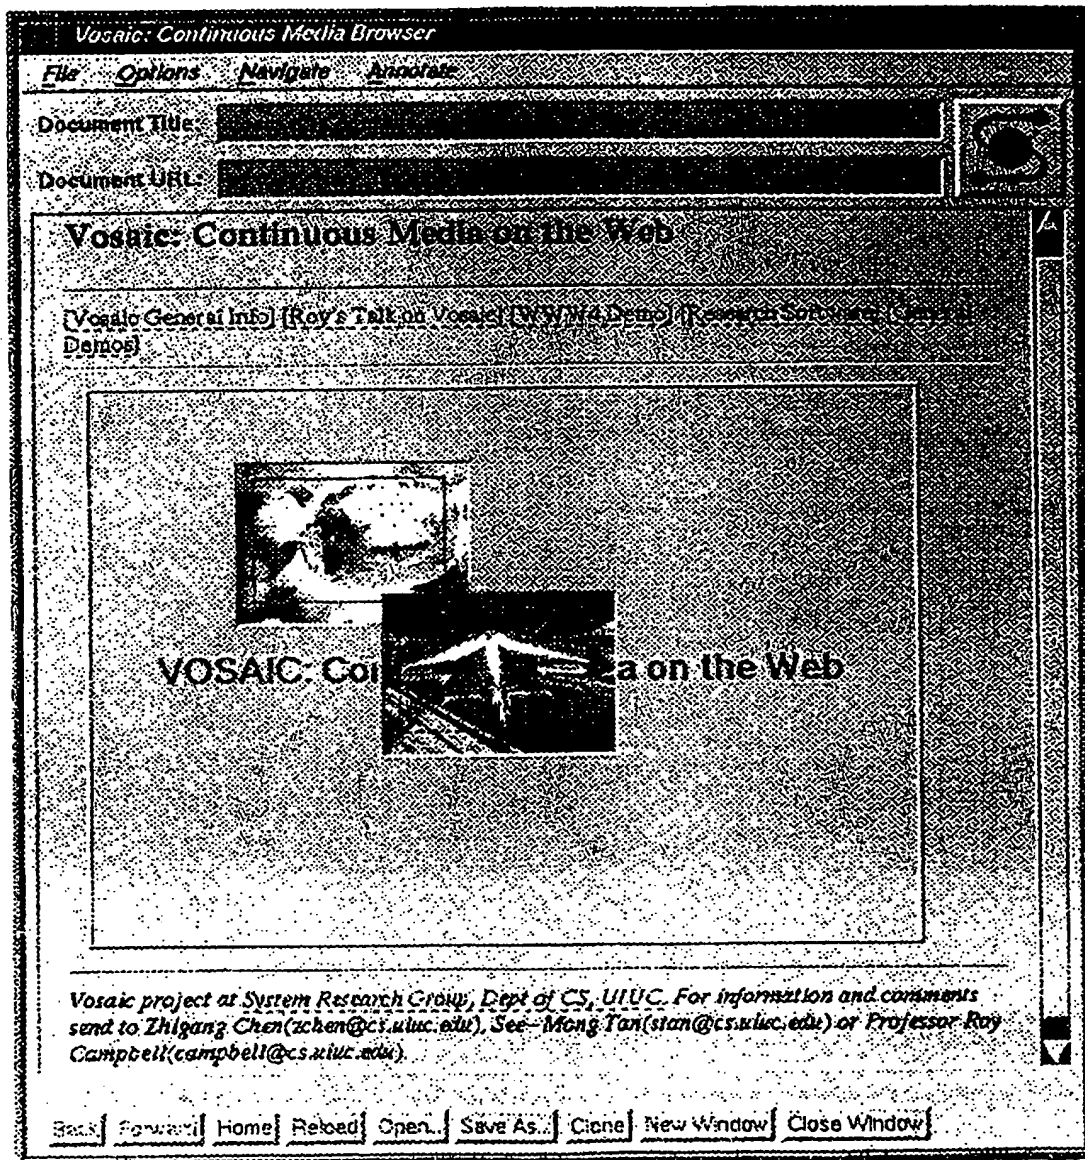 Vosaic: Continuous Media Browser
File Options Navigate Annotate
Document Title:
Document URL:
Vosaic: Continuous Media on the Web
[Vosaic General Info] [Roy's Talk on Vosaic] [WWW4 Demo] [Research Software] [General
Demos]
VOSAIC: Con a on the Web
Vosaic project at System Research Group, Dept of CS, UIUC. For information and comments
send to Zhigang Chen(zchen@cs.uiuc.edu), See-Mong Tan(stan@cs.uiuc.edu) or Professor Roy
Campbell(campbell@cs.uiuc.edu).
Back Forward Home Reload Open... Save As... Clone New Window Close Window